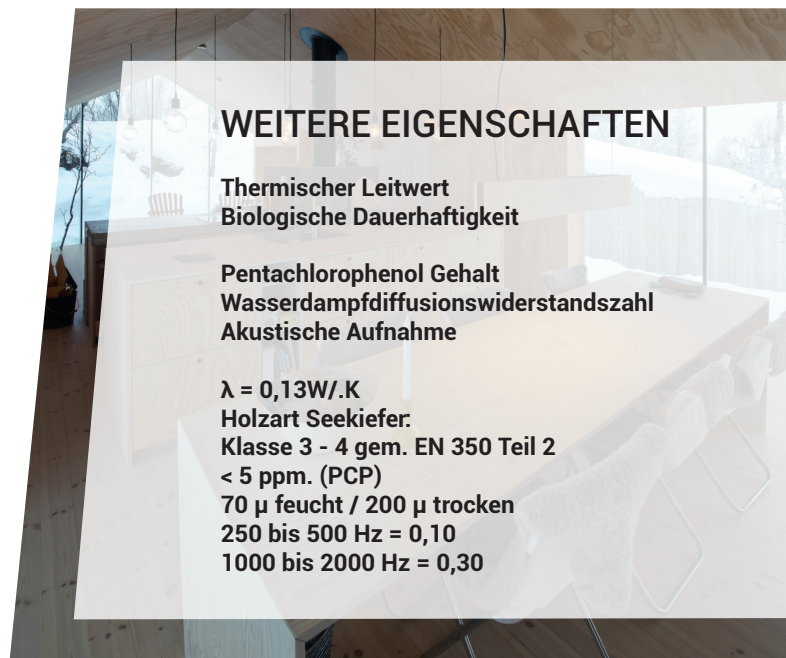 WEITERE EIGENSCHAFTEN
Thermischer Leitwert
Biologische Dauerhaftigkeit
Pentachlorophenol Gehalt
Wasserdampfdiffusionswiderstandszahl
Akustische Aufnahme
λ = 0,13W/.K
Holzart Seekiefer:
Klasse 3 - 4 gem. EN 350 Teil 2
< 5 ppm. (PCP)
70 μ feucht / 200 μ trocken
250 bis 500 Hz = 0,10
1000 bis 2000 Hz = 0,30